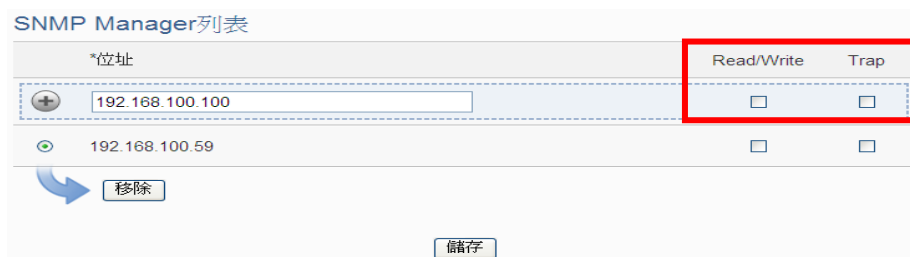 SNMP Manager列表
*位址 Read/Write Trap
192.168.100.100
192.168.100.59
移除
儲存